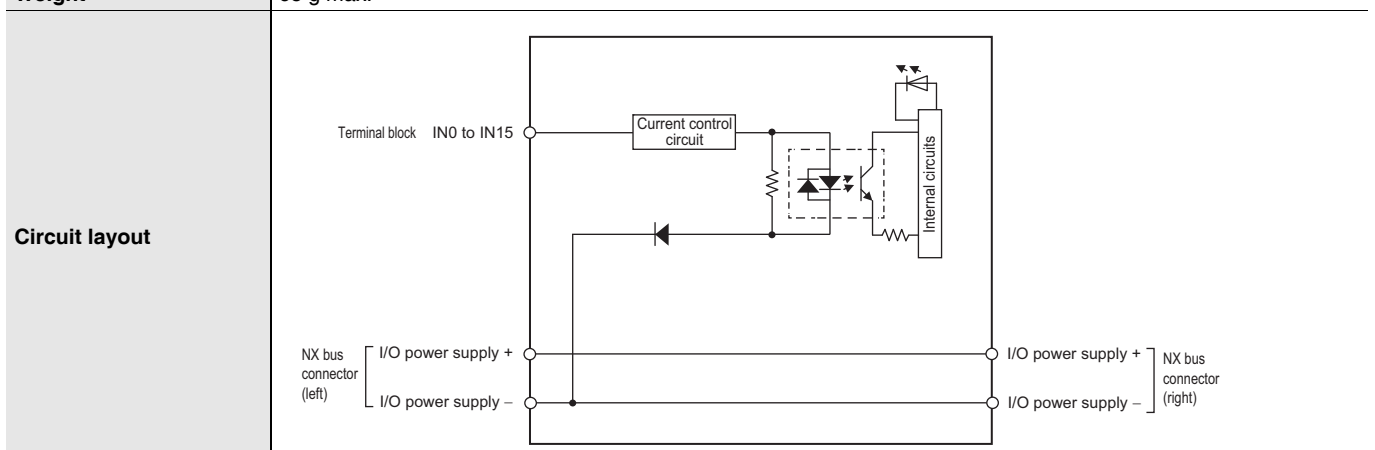 Circuit layout
Terminal block IN0 to IN15
Current control
circuit
Internal circuits
NX bus
connector
(left)
I/O power supply +
I/O power supply –
I/O power supply +
I/O power supply –
NX bus
connector
(right)